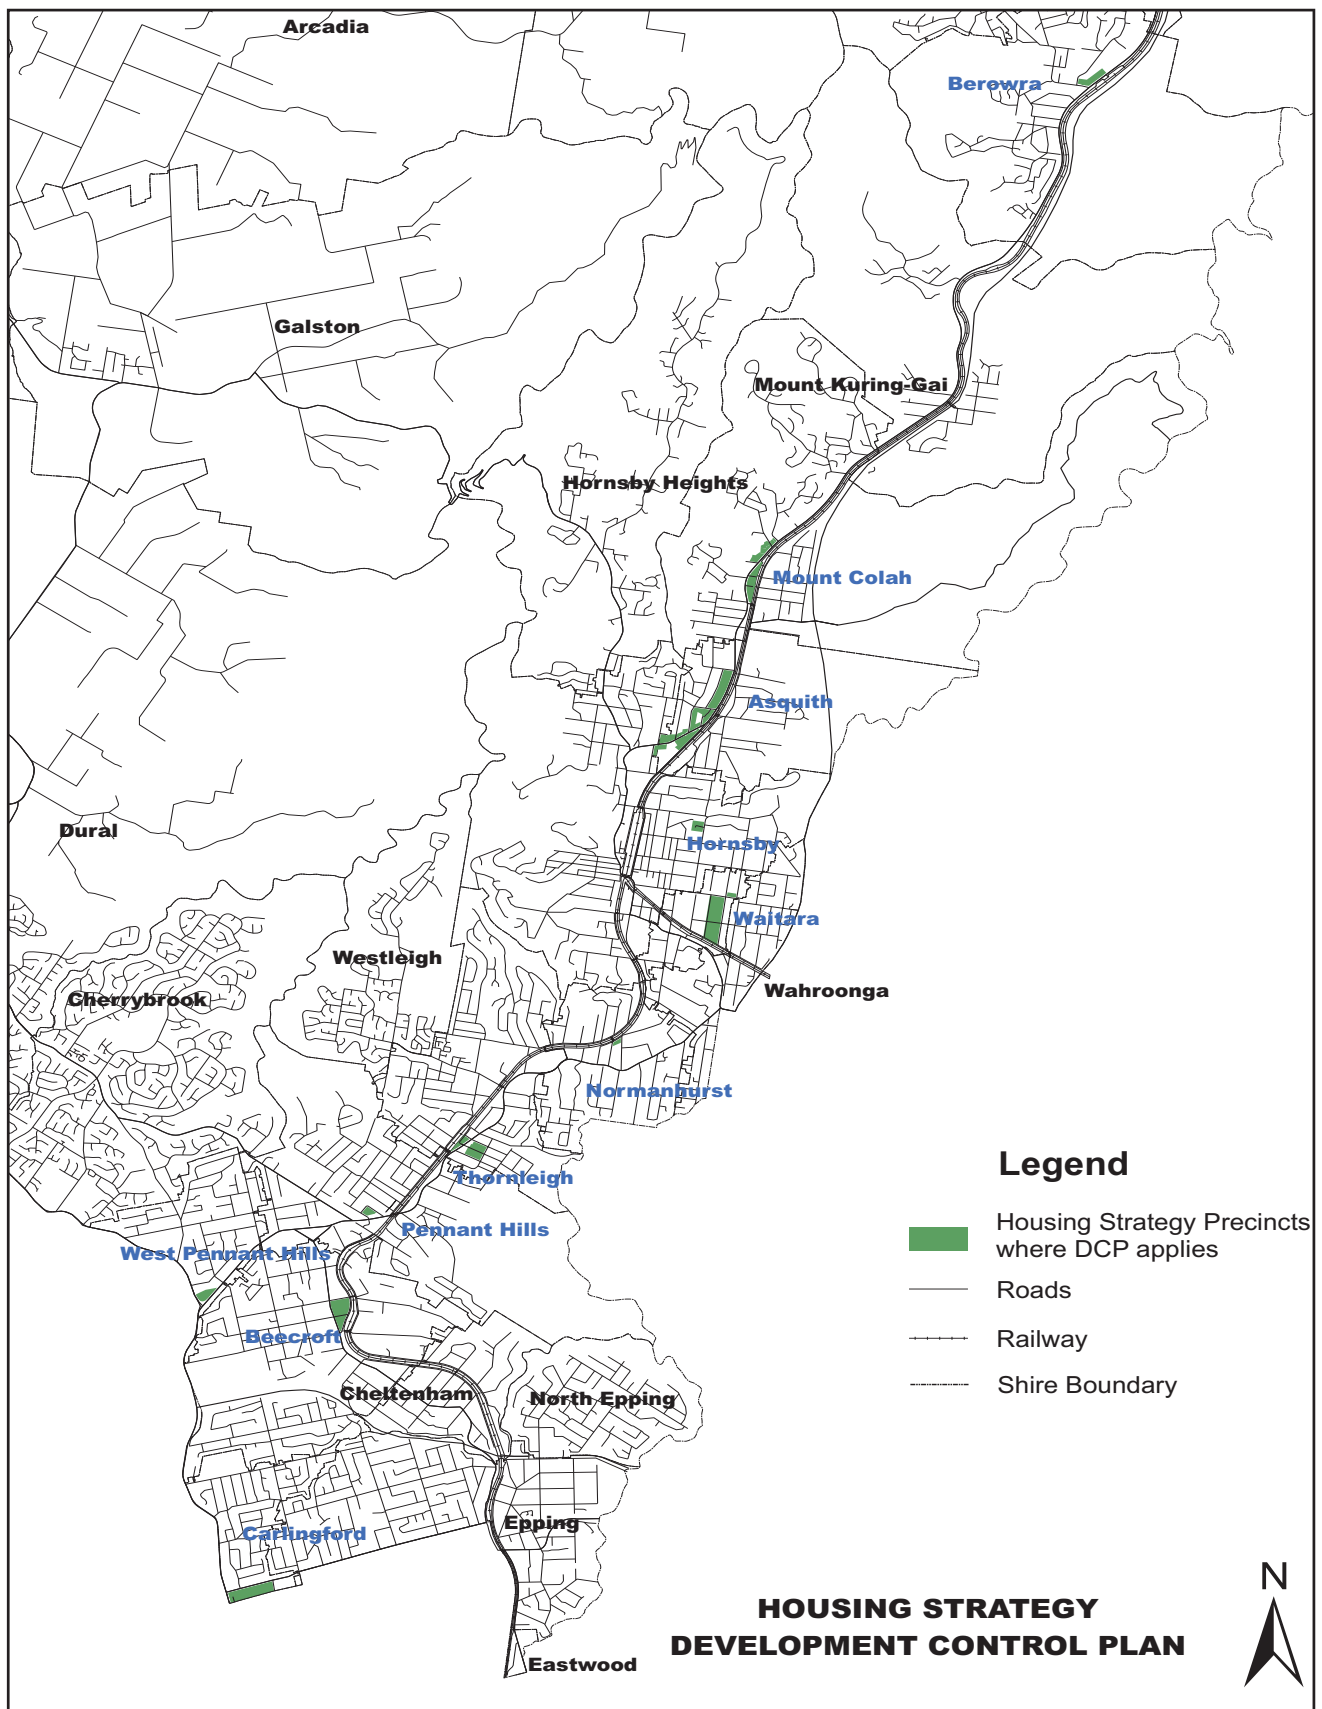 Arcadia
Berowra
Galston
Mount Kuring-Gai
Hornsby Heights
Mount Colah
Asquith
Dural
Hornsby
Waitara
Westleigh
Wahroonga
Cherrybrook
Normanhurst
Thornleigh
Pennant Hills
West Pennant Hills
Beecroft
Cheltenham
North Epping
Carlingford
Epping
Eastwood
Legend
Housing Strategy Precincts
where DCP applies
Roads
Railway
Shire Boundary
N
HOUSING STRATEGY
DEVELOPMENT CONTROL PLAN